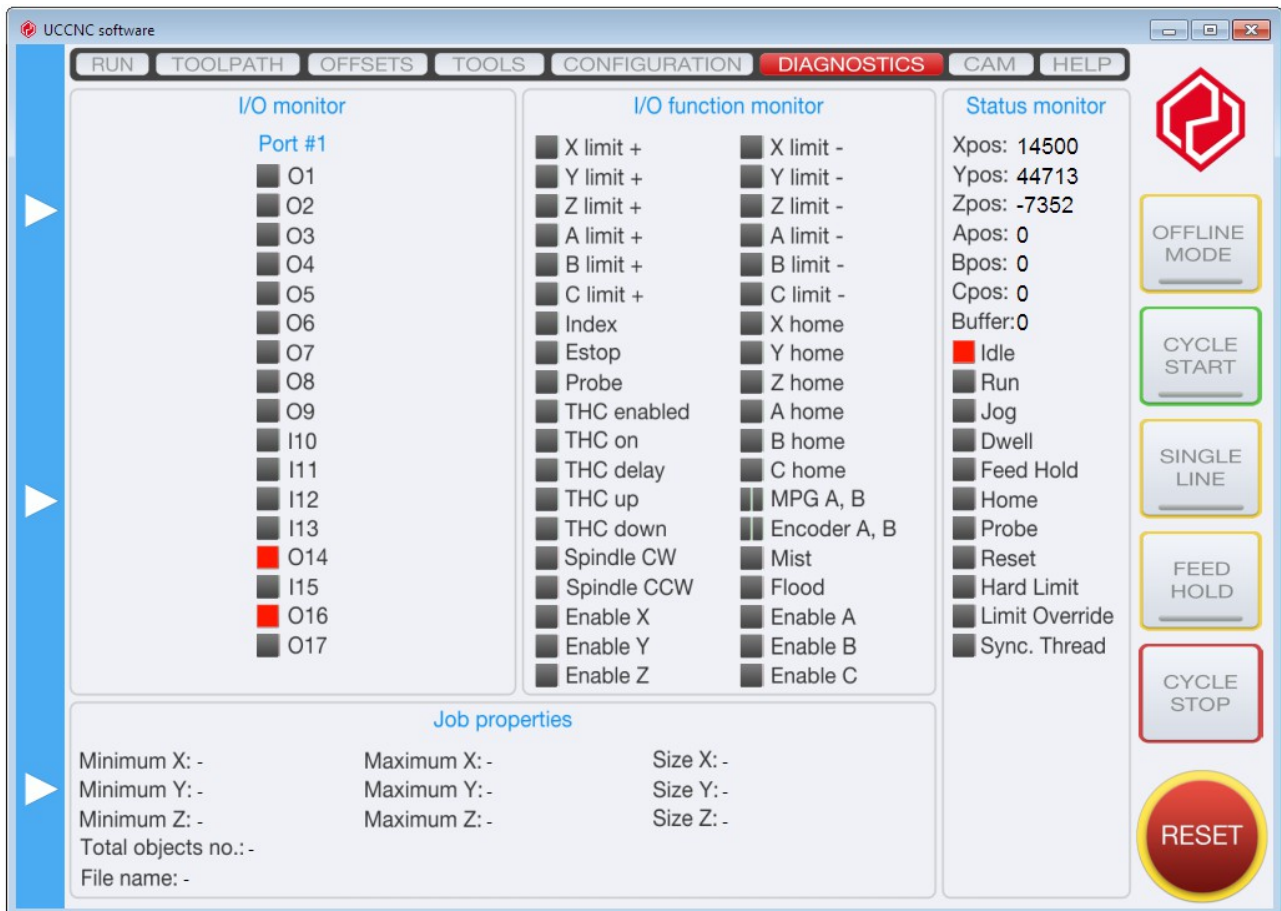 UCCNC software
RUN TOOLPATH OFFSETS TOOLS CONFIGURATION DIAGNOSTICS CAM HELP
I/O monitor
Port #1
O1
O2
O3
O4
O5
O6
O7
O8
O9
I10
I11
I12
I13
O14
I15
O16
O17
I/O function monitor
X limit + X limit -
Y limit + Y limit -
Z limit + Z limit -
A limit + A limit -
B limit + B limit -
C limit + C limit -
Index X home
Estop Y home
Probe Z home
THC enabled A home
THC on B home
THC delay C home
THC up MPG A, B
THC down Encoder A, B
Spindle CW Mist
Spindle CCW Flood
Enable X Enable A
Enable Y Enable B
Enable Z Enable C
Status monitor
Xpos: 14500
Ypos: 44713
Zpos: -7352
Apos: 0
Bpos: 0
Cpos: 0
Buffer:0
Idle
Run
Jog
Dwell
Feed Hold
Home
Probe
Reset
Hard Limit
Limit Override
Sync. Thread
Job properties
Minimum X: - Maximum X: - Size X: -
Minimum Y: - Maximum Y: - Size Y: -
Minimum Z: - Maximum Z: - Size Z: -
Total objects no.: -
File name: -
OFFLINE
MODE
CYCLE
START
SINGLE
LINE
FEED
HOLD
CYCLE
STOP
RESET